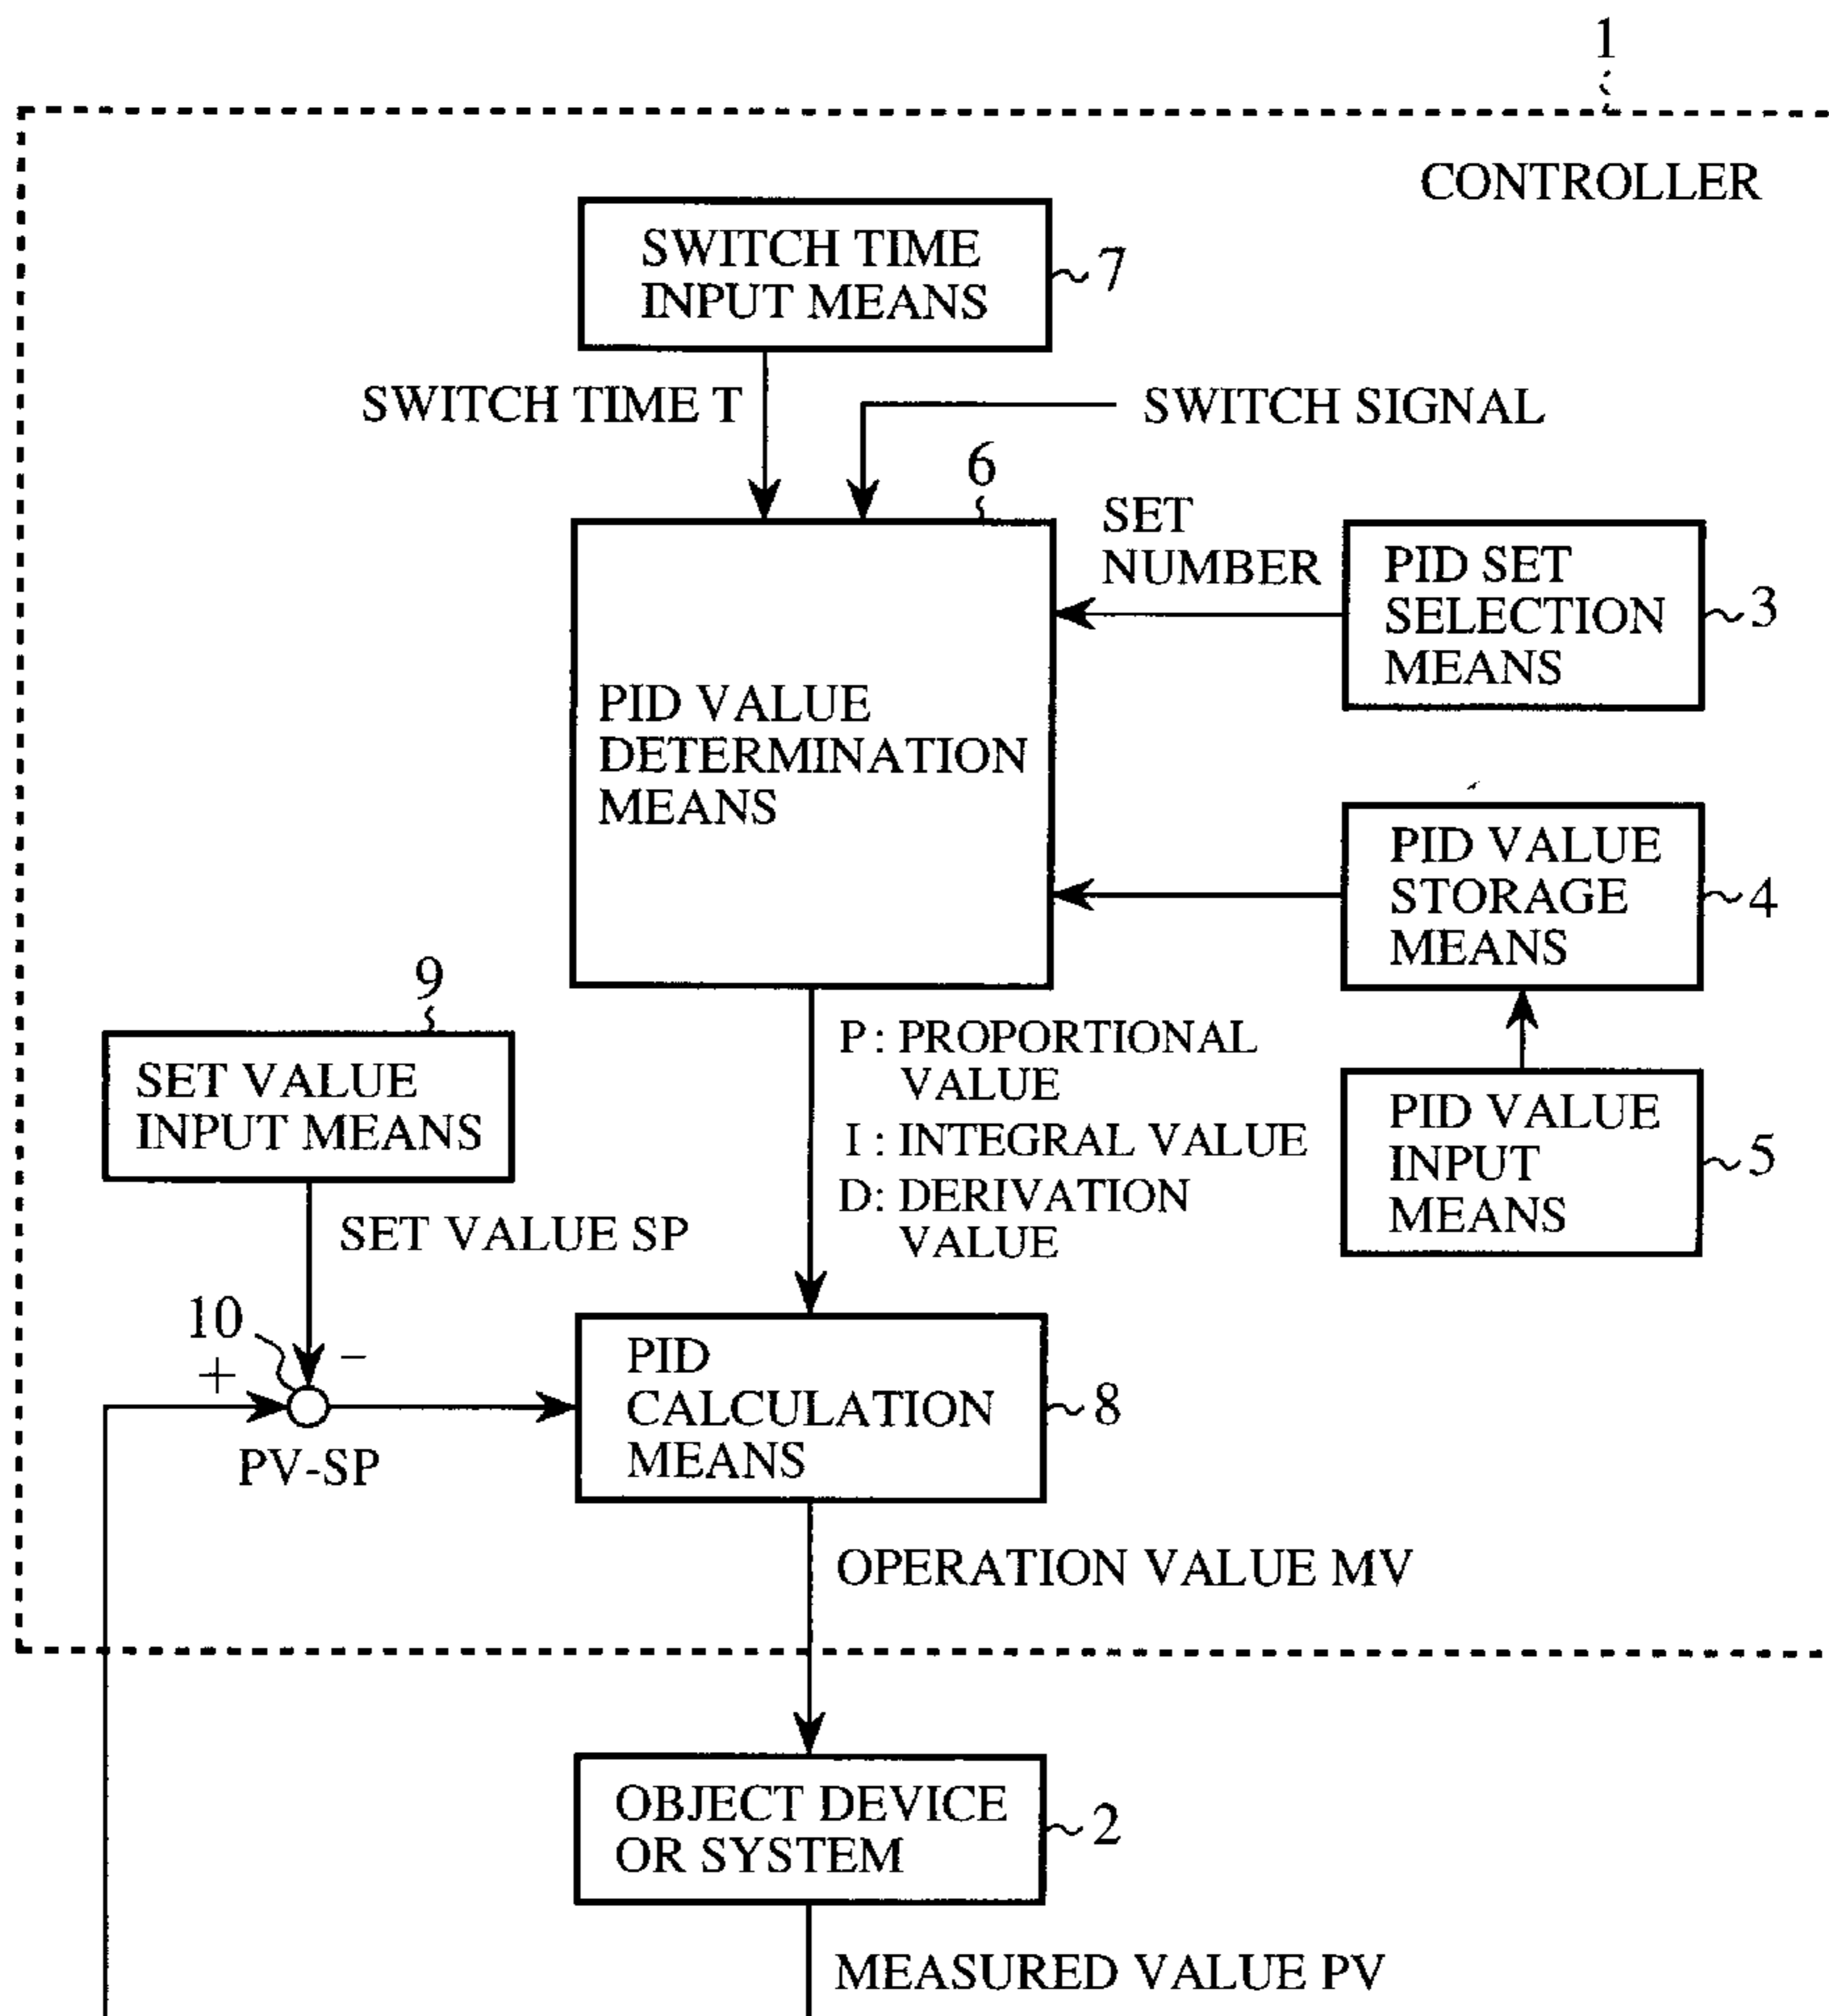 1
CONTROLLER
SWITCH TIME
INPUT MEANS
7
SWITCH TIME T
SWITCH SIGNAL
6
SET
NUMBER
PID SET
SELECTION
MEANS
3
PID VALUE
DETERMINATION
MEANS
PID VALUE
STORAGE
MEANS
4
9
SET VALUE
INPUT MEANS
P : PROPORTIONAL
VALUE
I : INTEGRAL VALUE
D: DERIVATION
VALUE
PID VALUE
INPUT
MEANS
5
SET VALUE SP
10
+
−
PV-SP
PID
CALCULATION
MEANS
8
OPERATION VALUE MV
OBJECT DEVICE
OR SYSTEM
2
MEASURED VALUE PV